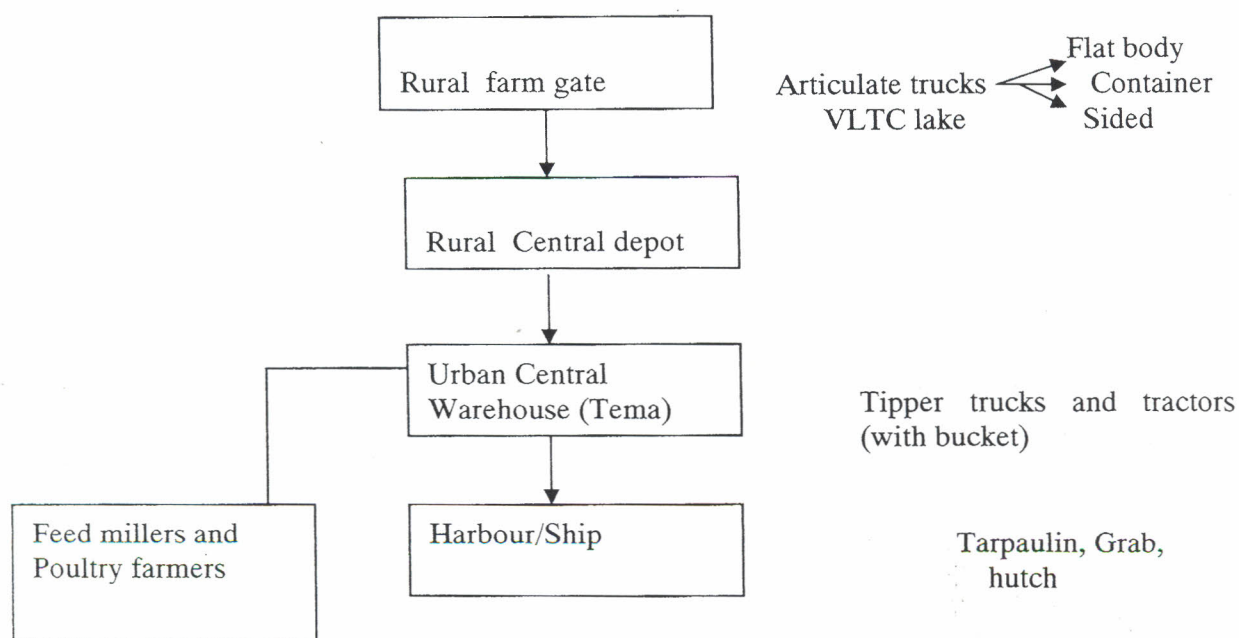 Rural farm gate
Articulate trucks
VLTC lake
Flat body
Container
Sided
Rural Central depot
Urban Central
Warehouse (Tema)
Tipper trucks and tractors
(with bucket)
Feed millers and
Poultry farmers
Harbour/Ship
Tarpaulin, Grab,
hutch